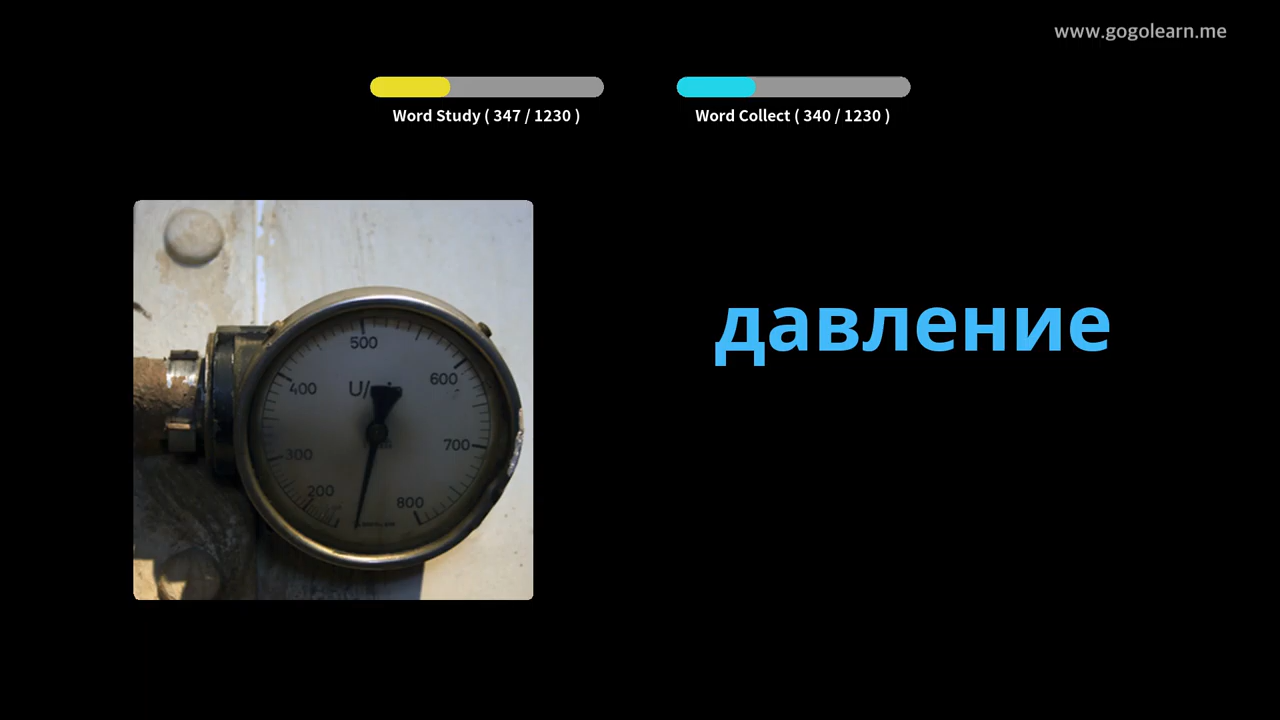 www.gogolearn.me
Word Study ( 347 / 1230 )
Word Collect ( 340 / 1230 )
давление
500
400
600
300
700
200
800